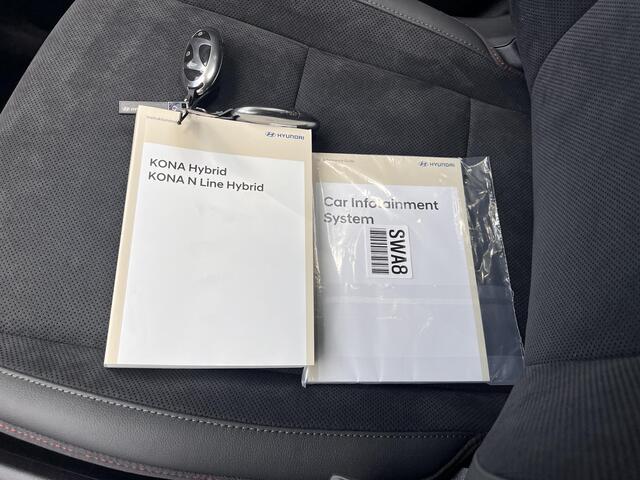 HYUNDAI
KONA Hybrid
KONA N Line Hybrid
HYUNDAI
Car Infotainment
System
SWA8